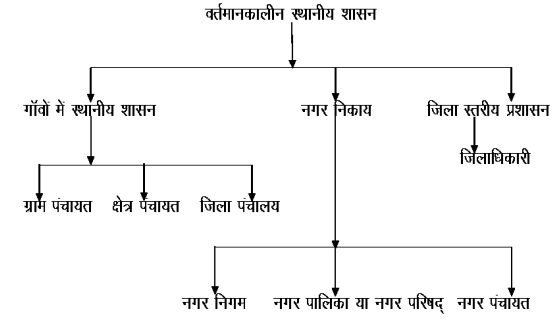 वर्तमानकालीन स्थानीय शासन
गॉवों में स्थानीय शासन नगर निकाय जिला स्तरीय प्रशासन
जिलाधिकारी
ग्राम पंचायत क्षेत्र पंचायत जिला पंचालय
नगर निगम नगर पालिका या नगर परिषद् नगर पंचायत